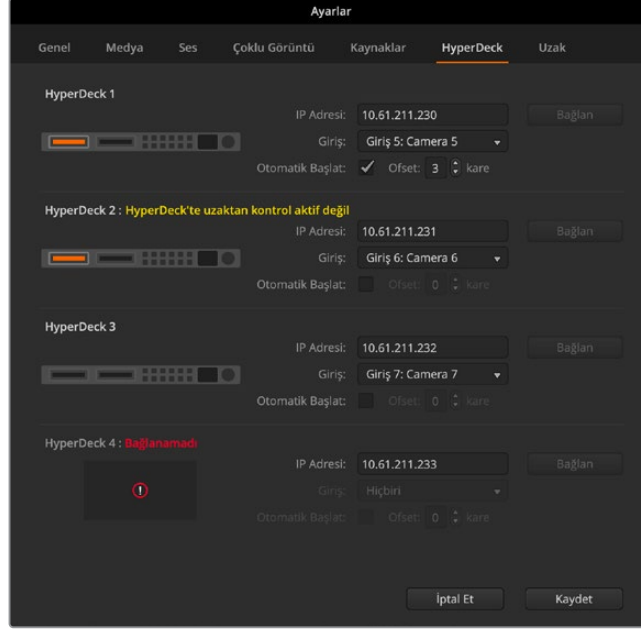 Ayarlar
Genel Medya Ses Çoklu Görüntü Kaynaklar HyperDeck Uzak
HyperDeck 1
IP Adresi: 10.61.211.230 Bağlan
Giriş: Giriş 5: Camera 5
Otomatik Başlat: Ofset: 3 kare
HyperDeck 2 : HyperDeck'te uzaktan kontrol aktif değil
IP Adresi: 10.61.211.231 Bağlan
Giriş: Giriş 6: Camera 6
Otomatik Başlat: Ofset: 0 kare
HyperDeck 3
IP Adresi: 10.61.211.232 Bağlan
Giriş: Giriş 7: Camera 7
Otomatik Başlat: Ofset: 0 kare
HyperDeck 4 : Bağlanamadı
IP Adresi: 10.61.211.233 Bağlan
Giriş: Hiçbiri
Otomatik Başlat: Ofset: 0 kare
İptal Et Kaydet